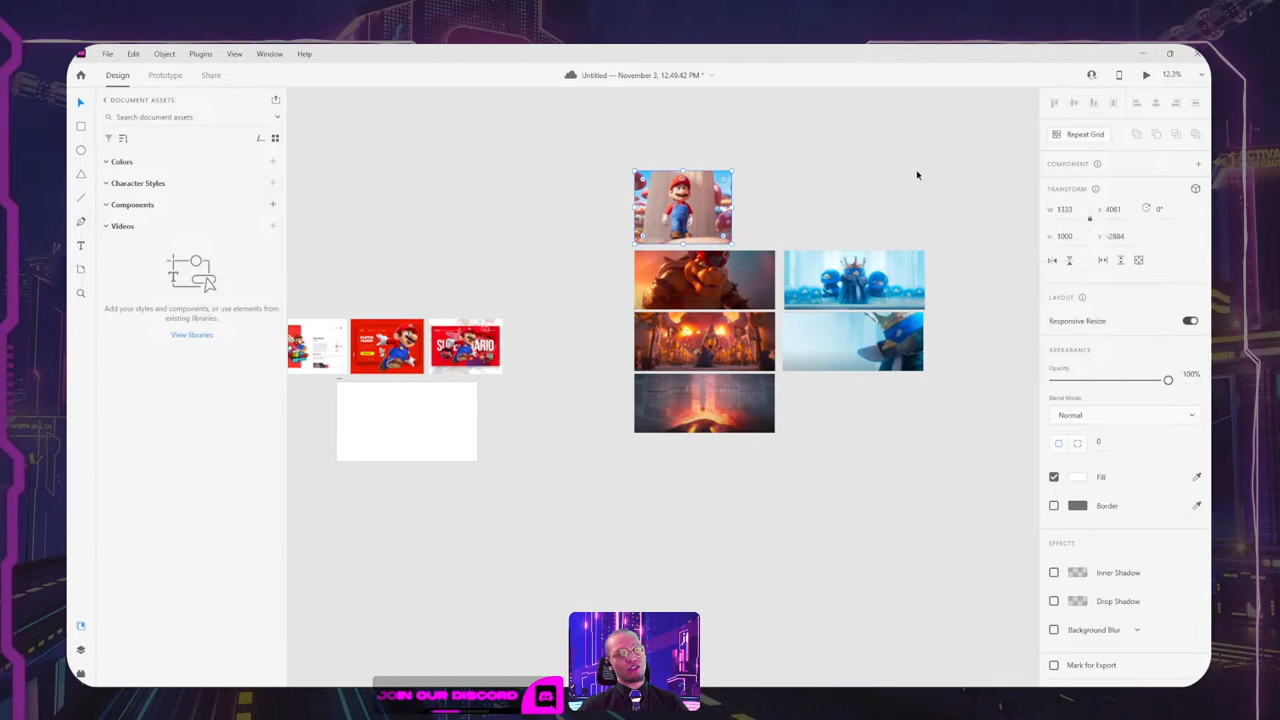 File Edit Object Plugins View Window Help
Design Prototype Share
Untitled — November 3, 12.49.42 PM *
12.3%
DOCUMENT ASSETS
Search document assets
Colors
Character Styles
Components
Videos
Add your styles and components, or use elements from
existing libraries.
View libraries
SUPER MARIO
Repeat Grid
COMPONENT
TRANSFORM
W 1333 X 4061 0°
H 1000 Y -2884
LAYOUT
Responsive Resize
APPEARANCE
Opacity
100%
Blend Mode
Normal
0
Fill
Border
EFFECTS
Inner Shadow
Drop Shadow
Background Blur
Mark for Export
JOIN OUR DISCORD